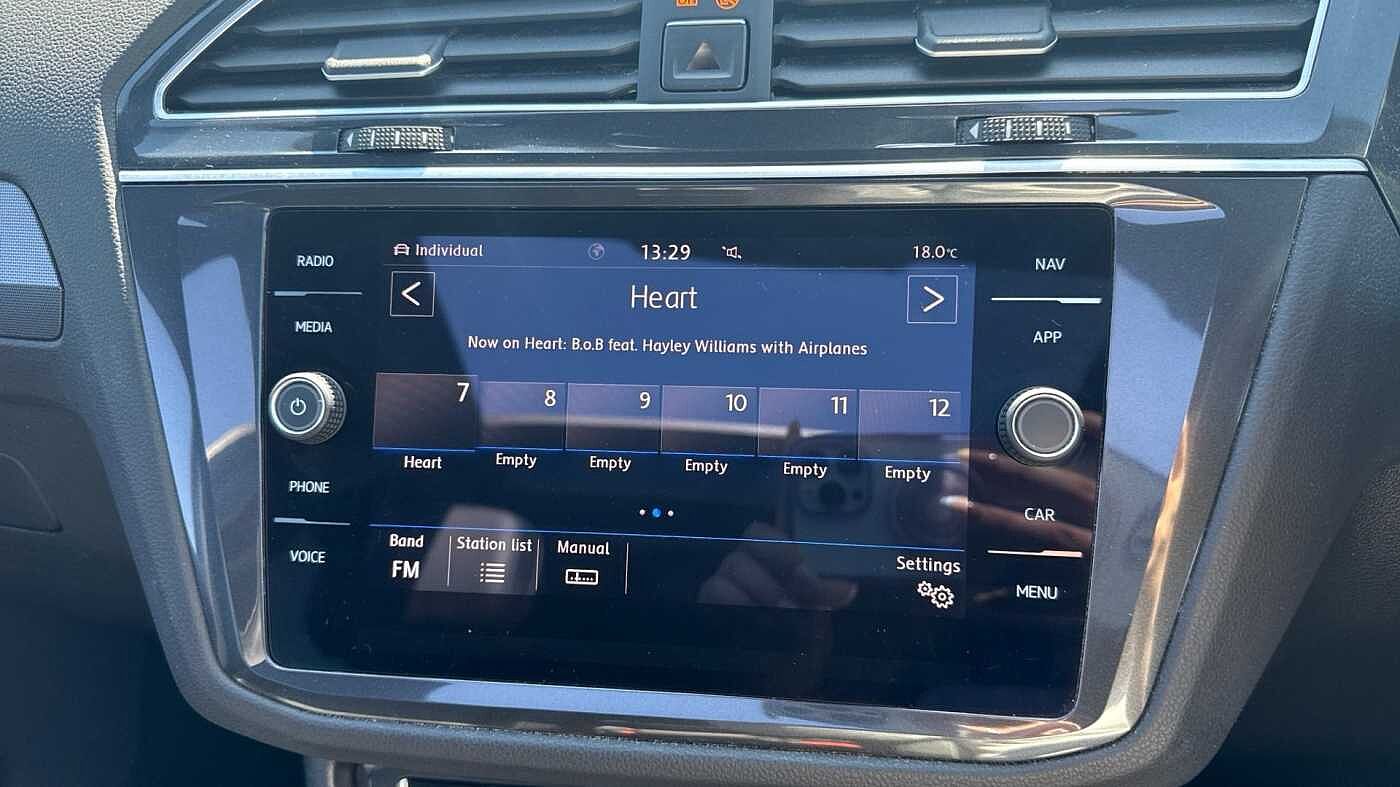 RADIO
MEDIA
PHONE
VOICE
Individual 13:29 18.0°C
< Heart >
Now on Heart: B.o.B feat. Hayley Williams with Airplanes
7 8 9 10 11 12
Heart Empty Empty Empty Empty Empty
Band Station list Manual Settings
FM
NAV
APP
CAR
MENU